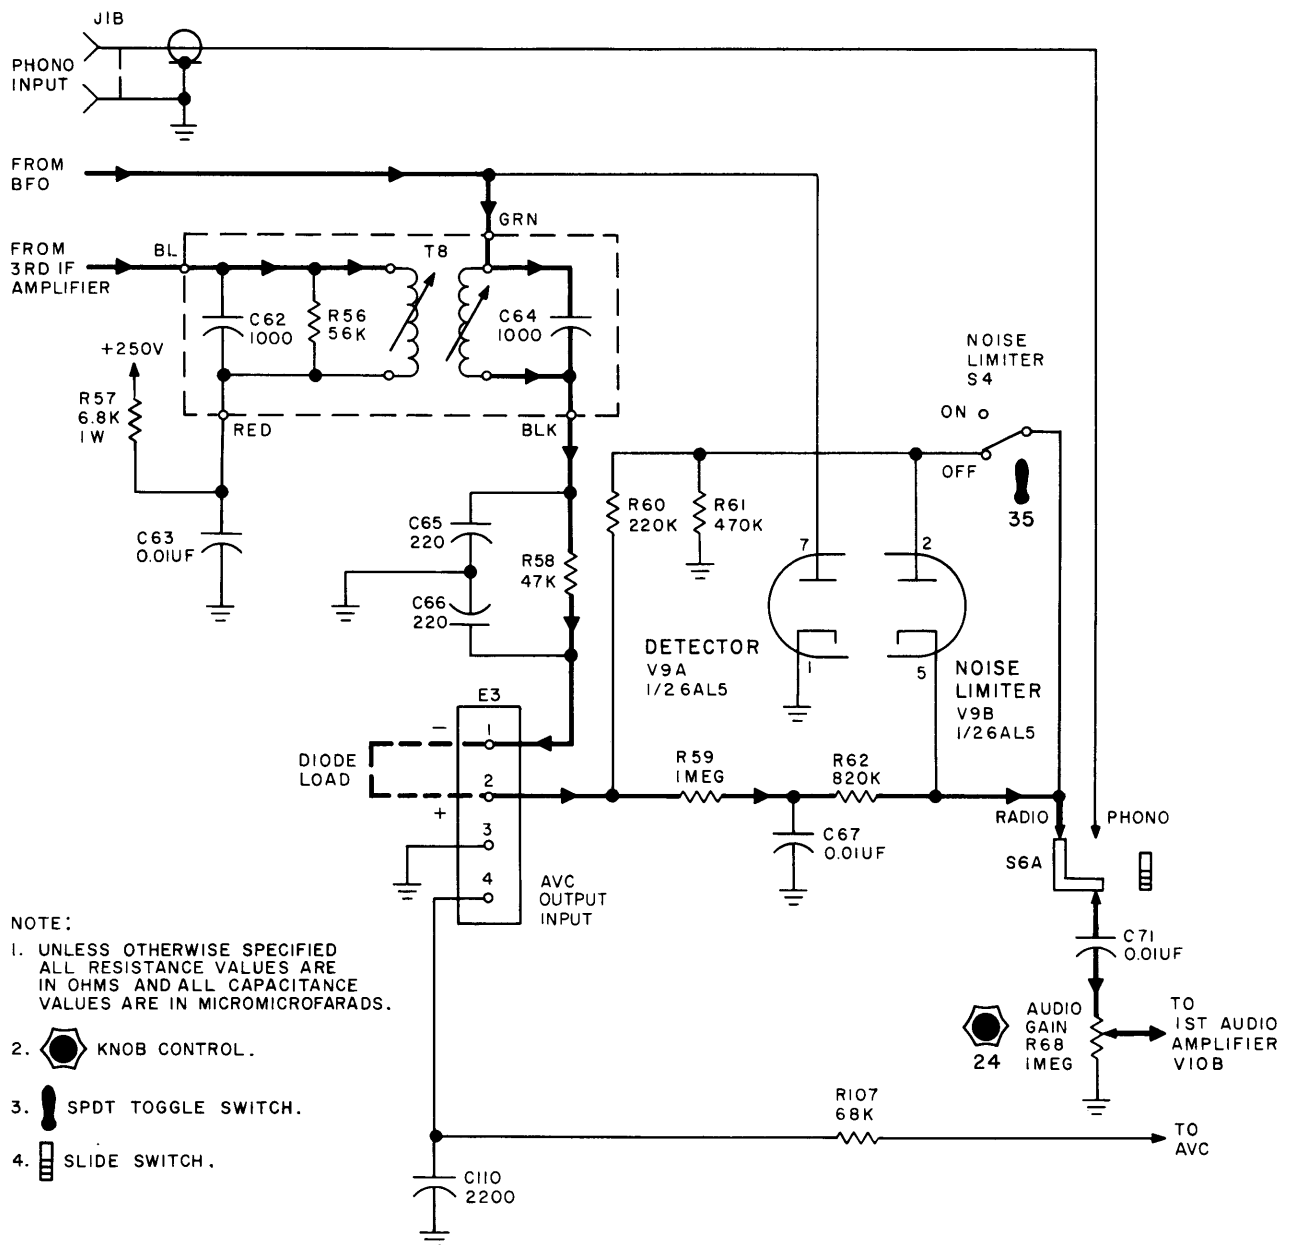 J1B
PHONO
INPUT
FROM
BFO
GRN
FROM
3RD IF
AMPLIFIER
BL
T8
C62
1000
R56
56K
C64
1000
+250V
R57
6.8K
1W
RED
BLK
NOISE
LIMITER
S4
ON
OFF
35
C63
0.01UF
C65
220
C66
220
R58
47K
R60
220K
R61
470K
7
2
DETECTOR
V9A
1/2 6AL5
1
5
NOISE
LIMITER
V9B
1/26AL5
E3
DIODE
LOAD
−
+
1
2
3
4
AVC
OUTPUT
INPUT
R59
1MEG
R62
820K
C67
0.01UF
RADIO
PHONO
S6A
C71
0.01UF
24
AUDIO
GAIN
R68
1MEG
TO
1ST AUDIO
AMPLIFIER
V10B
R107
68K
TO
AVC
C110
2200
NOTE:
1. UNLESS OTHERWISE SPECIFIED
ALL RESISTANCE VALUES ARE
IN OHMS AND ALL CAPACITANCE
VALUES ARE IN MICROMICROFARADS.
2. KNOB CONTROL.
3. SPDT TOGGLE SWITCH.
4. SLIDE SWITCH.